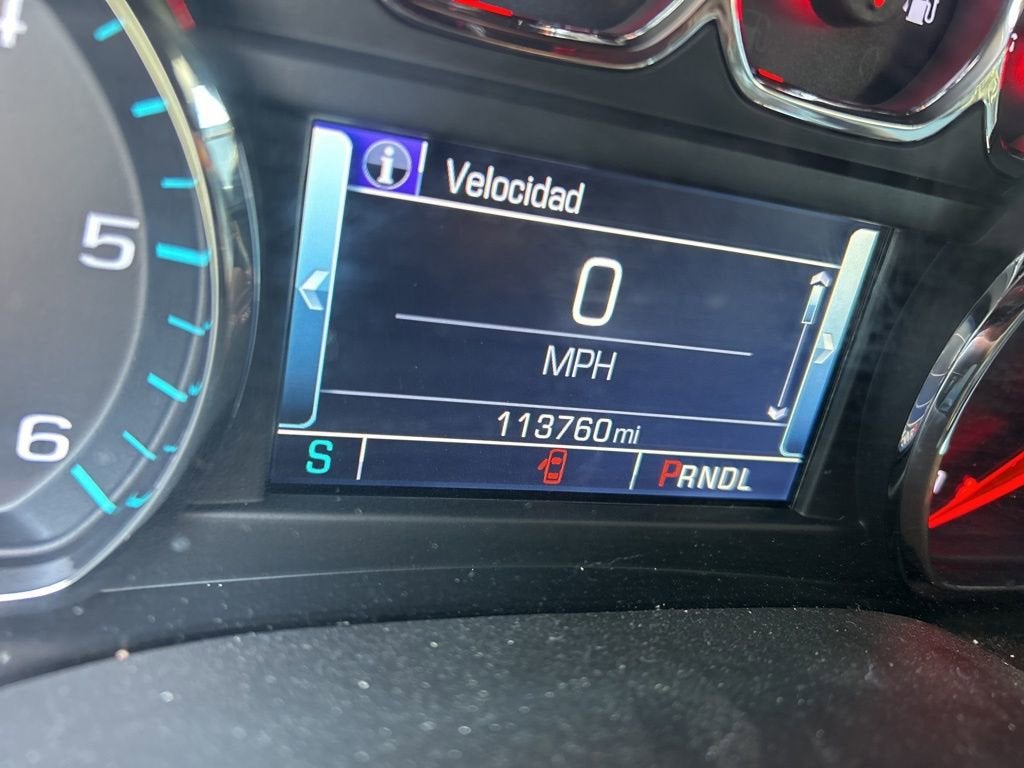 Velocidad
0
MPH
113760mi
S
PRNDL
5
6